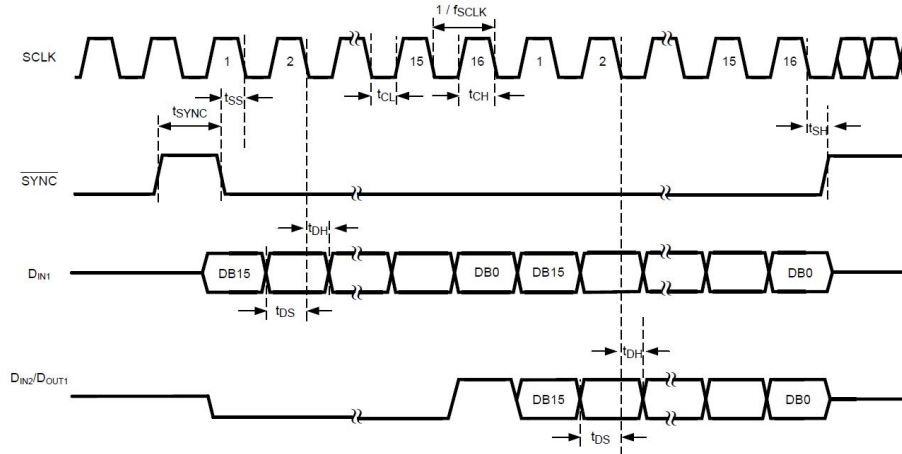 1 / fSCLK
SCLK
1 2 15 16 1 2 15 16
tSS tCL tCH
tSYNC
tSH
SYNC
tDH
DIN1
DB15 DB0 DB15 DB0
tDS
tDH
DIN2/DOUT1
DB15 DB0
tDS